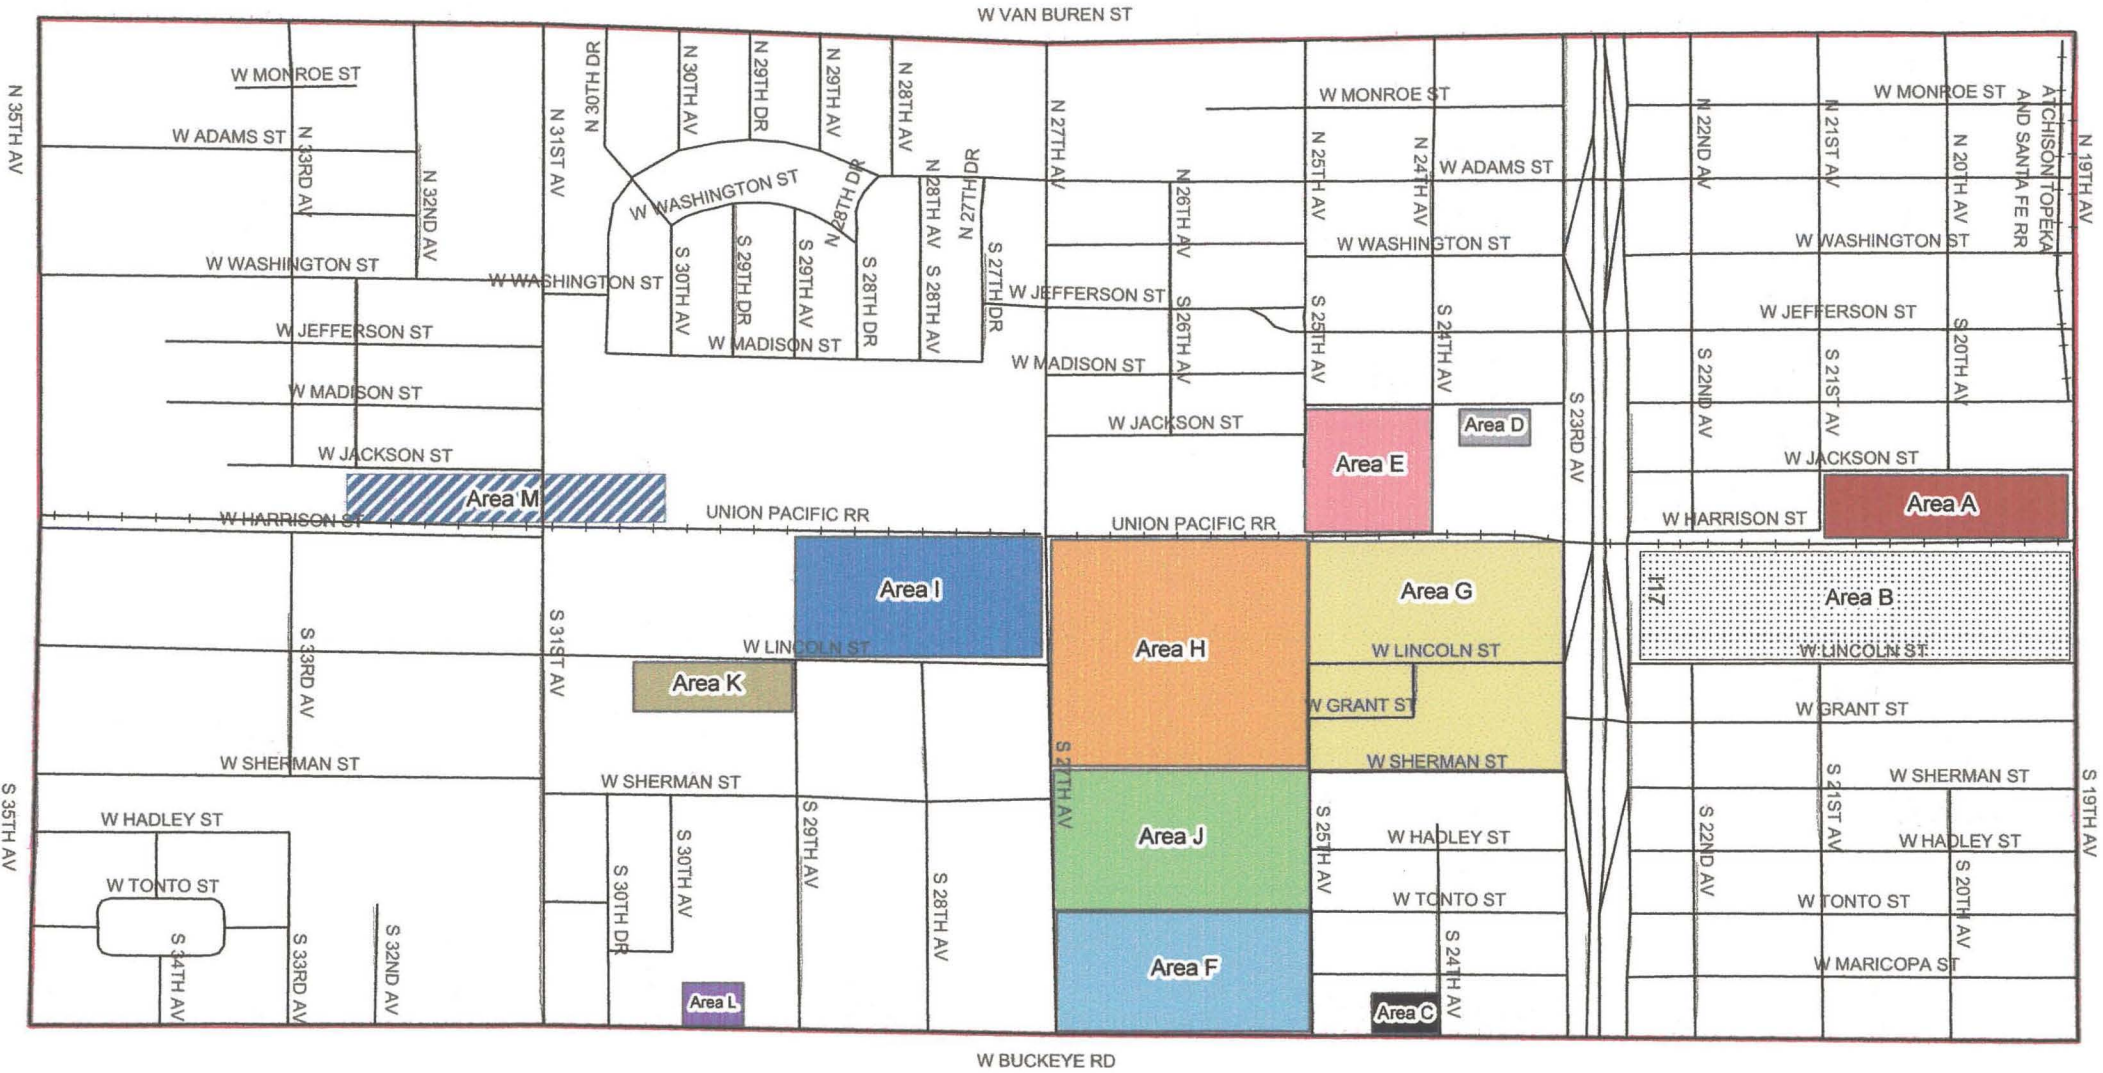 W VAN BUREN ST
W MONROE ST
W ADAMS ST
N 35TH AV
N 33RD AV
N 32ND AV
N 31ST AV
N 30TH DR
N 30TH AV
N 29TH DR
N 29TH AV
N 28TH AV
W WASHINGTON ST
N 28TH DR
N 28TH AV
N 27TH DR
N 27TH AV
W MONROE ST
N 26TH AV
N 25TH AV
N 24TH AV
W ADAMS ST
W WASHINGTON ST
N 22ND AV
N 21ST AV
W MONROE ST
N 20TH AV
ATCHISON TOPEKA
AND SANTA FE RR
N 19TH AV
W WASHINGTON ST
W WASHINGTON ST
W WASHINGTON ST
S 30TH AV
S 29TH DR
S 29TH AV
S 28TH DR
S 28TH AV
S 27TH DR
W JEFFERSON ST
W JEFFERSON ST
W JEFFERSON ST
W MADISON ST
W MADISON ST
W MADISON ST
S 26TH AV
S 25TH AV
S 24TH AV
S 23RD AV
S 22ND AV
S 21ST AV
S 20TH AV
W JACKSON ST
W JACKSON ST
W JACKSON ST
Area D
Area E
Area M
Area A
W HARRISON ST
UNION PACIFIC RR
UNION PACIFIC RR
W HARRISON ST
Area I
Area H
Area G
I17
Area B
W LINCOLN ST
W LINCOLN ST
W LINCOLN ST
S 33RD AV
S 31ST AV
Area K
W GRANT ST
W GRANT ST
W SHERMAN ST
W SHERMAN ST
W SHERMAN ST
W SHERMAN ST
S 35TH AV
S 27TH AV
S 19TH AV
W HADLEY ST
W HADLEY ST
W HADLEY ST
Area J
S 30TH DR
S 30TH AV
S 29TH AV
S 28TH AV
S 25TH AV
S 22ND AV
S 21ST AV
S 20TH AV
W TONTO ST
W TONTO ST
W TONTO ST
S 34TH AV
S 33RD AV
S 32ND AV
Area F
S 24TH AV
W MARICOPA ST
Area L
Area C
W BUCKEYE RD